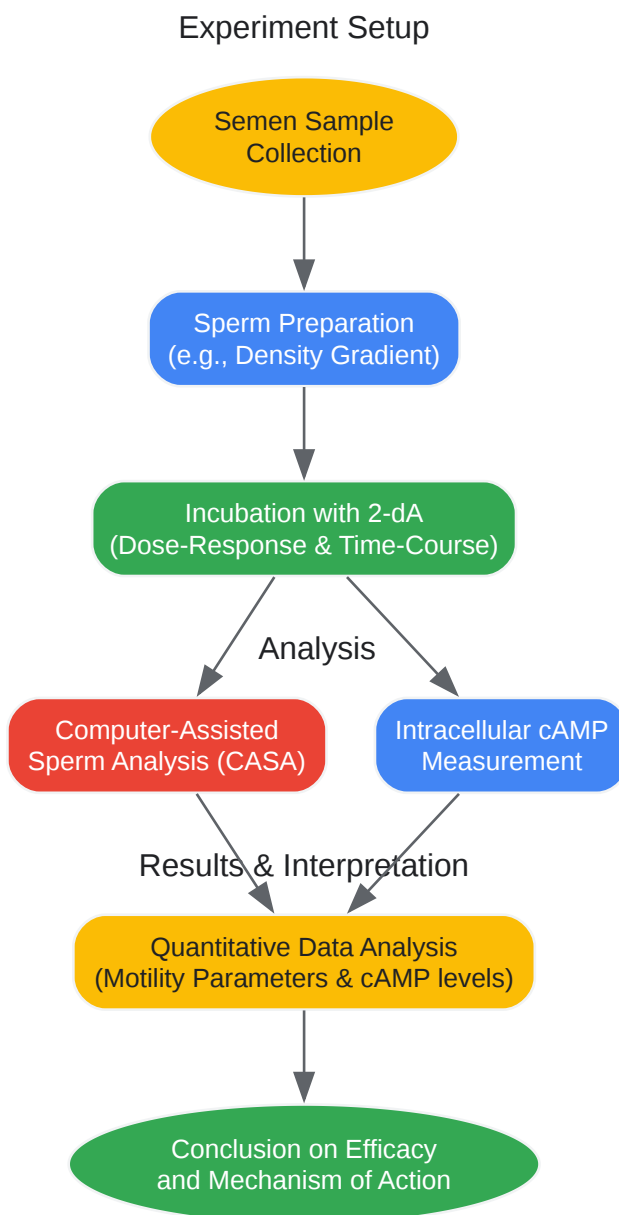 Experiment Setup
Semen Sample
Collection
Sperm Preparation
(e.g., Density Gradient)
Incubation with 2-dA
(Dose-Response & Time-Course)
Analysis
Computer-Assisted
Sperm Analysis (CASA)
Intracellular cAMP
Measurement
Results & Interpretation
Quantitative Data Analysis
(Motility Parameters & cAMP levels)
Conclusion on Efficacy
and Mechanism of Action